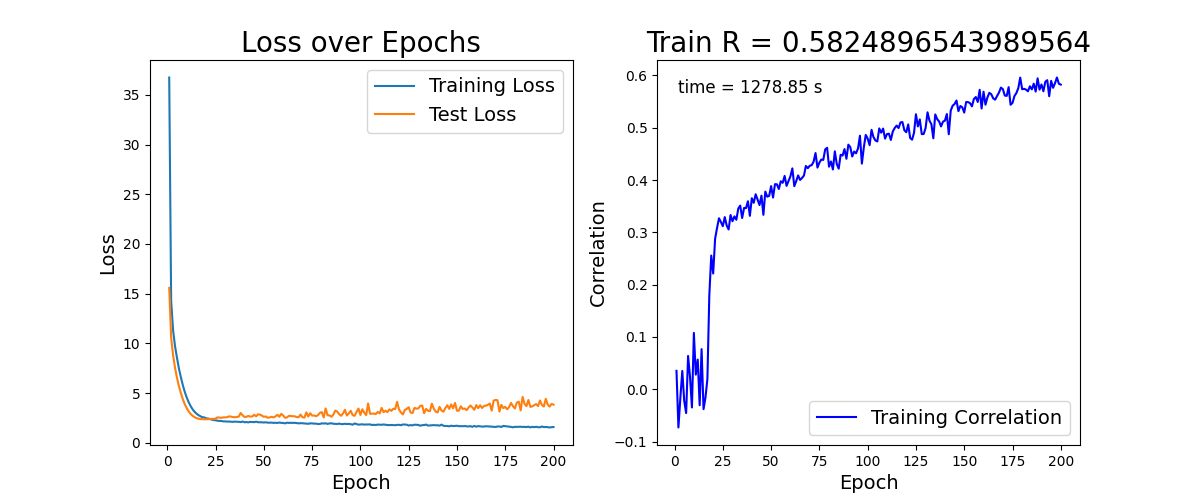 Loss over Epochs
Training Loss
Test Loss
35
30
25
20
15
10
5
0
Loss
0 25 50 75 100 125 150 175 200
Epoch
Train R = 0.5824896543989564
time = 1278.85 s
0.6
0.5
0.4
0.3
0.2
0.1
0.0
−0.1
Correlation
Training Correlation
0 25 50 75 100 125 150 175 200
Epoch